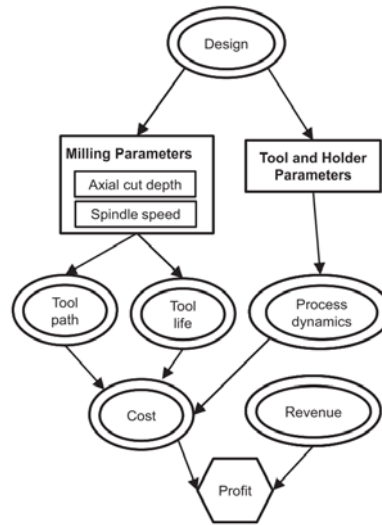 Design
Milling Parameters
Axial cut depth
Spindle speed
Tool and Holder
Parameters
Tool
path
Tool
life
Process
dynamics
Cost
Revenue
Profit